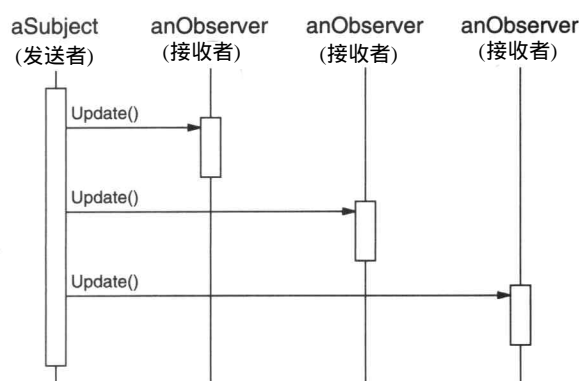 aSubject anObserver anObserver anObserver
(发送者) (接收者) (接收者) (接收者)
Update()
Update()
Update()